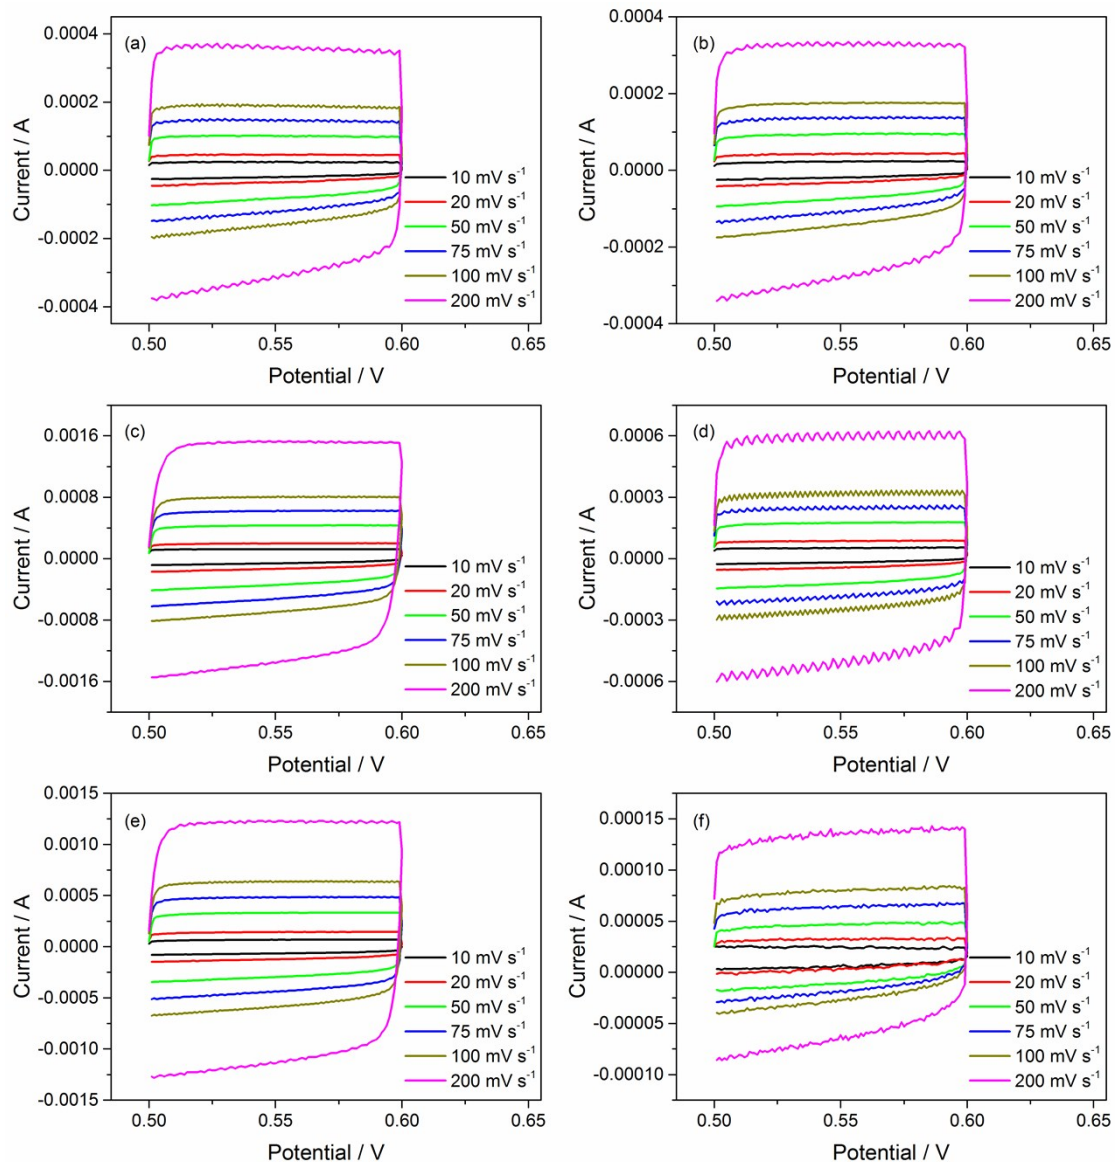 (a)
0.0004
0.0002
0.0000
-0.0002
-0.0004
Current / A
0.50
0.55
0.60
0.65
Potential / V
10 mV s⁻¹
20 mV s⁻¹
50 mV s⁻¹
75 mV s⁻¹
100 mV s⁻¹
200 mV s⁻¹
(b)
0.0004
0.0002
0.0000
-0.0002
-0.0004
Current / A
0.50
0.55
0.60
0.65
Potential / V
10 mV s⁻¹
20 mV s⁻¹
50 mV s⁻¹
75 mV s⁻¹
100 mV s⁻¹
200 mV s⁻¹
(c)
0.0016
0.0008
0.0000
-0.0008
-0.0016
Current / A
0.50
0.55
0.60
0.65
Potential / V
10 mV s⁻¹
20 mV s⁻¹
50 mV s⁻¹
75 mV s⁻¹
100 mV s⁻¹
200 mV s⁻¹
(d)
0.0006
0.0003
0.0000
-0.0003
-0.0006
Current / A
0.50
0.55
0.60
0.65
Potential / V
10 mV s⁻¹
20 mV s⁻¹
50 mV s⁻¹
75 mV s⁻¹
100 mV s⁻¹
200 mV s⁻¹
(e)
0.0015
0.0010
0.0005
0.0000
-0.0005
-0.0010
-0.0015
Current / A
0.50
0.55
0.60
0.65
Potential / V
10 mV s⁻¹
20 mV s⁻¹
50 mV s⁻¹
75 mV s⁻¹
100 mV s⁻¹
200 mV s⁻¹
(f)
0.00015
0.00010
0.00005
0.00000
-0.00005
-0.00010
Current / A
0.50
0.55
0.60
0.65
Potential / V
10 mV s⁻¹
20 mV s⁻¹
50 mV s⁻¹
75 mV s⁻¹
100 mV s⁻¹
200 mV s⁻¹